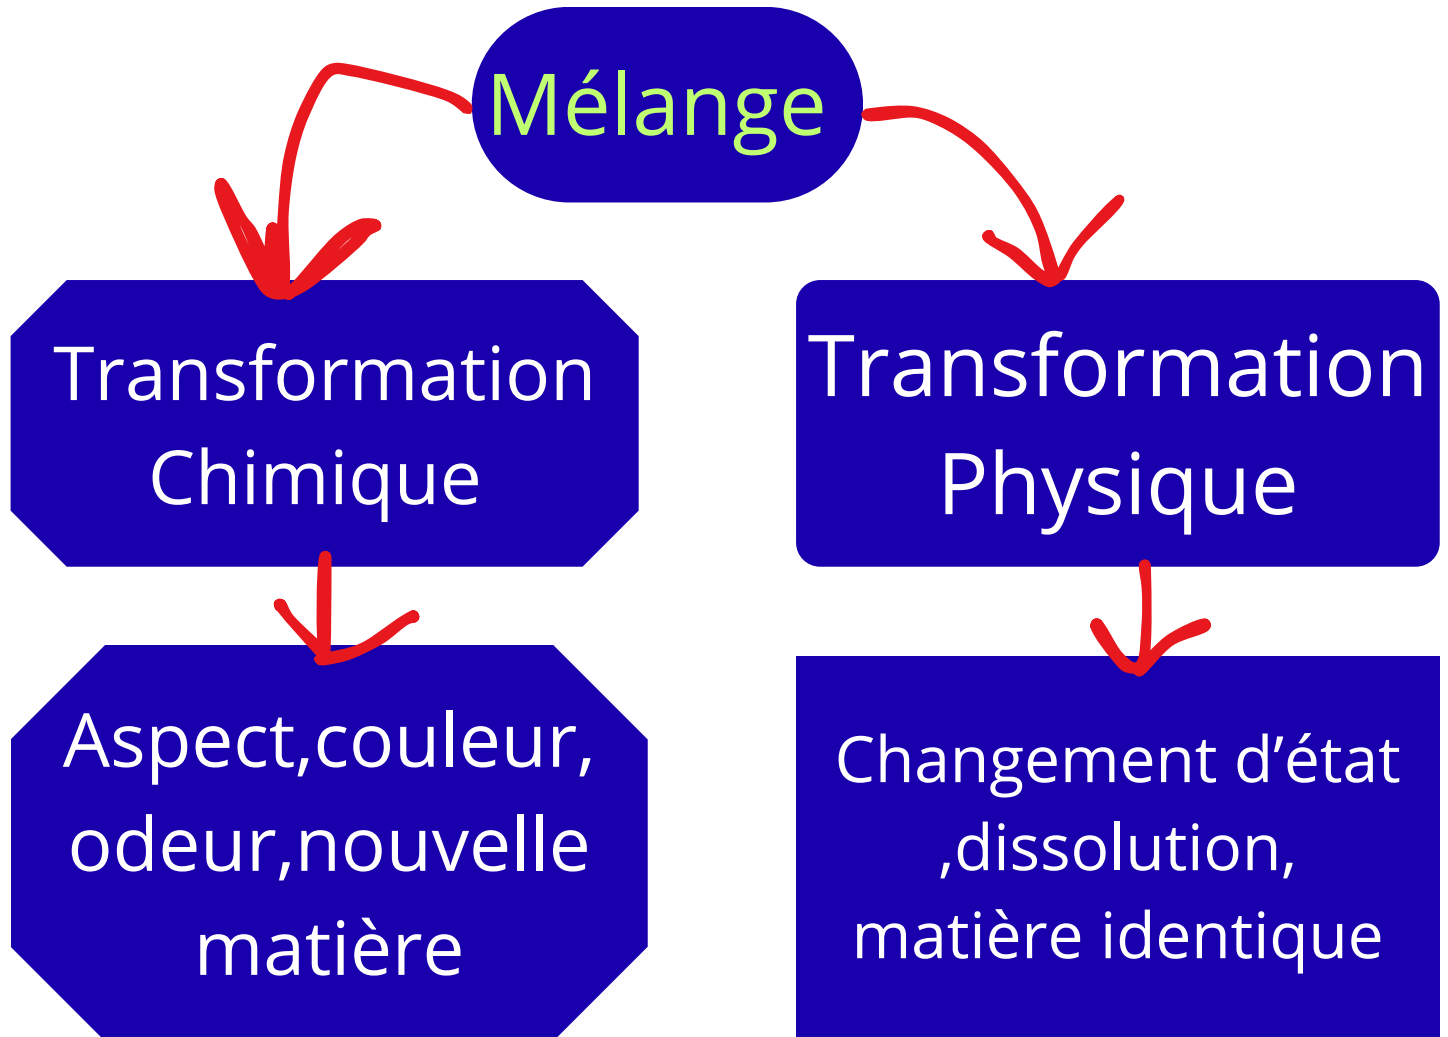 Mélange
Transformation
Chimique
Transformation
Physique
Aspect,couleur,
odeur,nouvelle
matière
Changement d’état
,dissolution,
matière identique